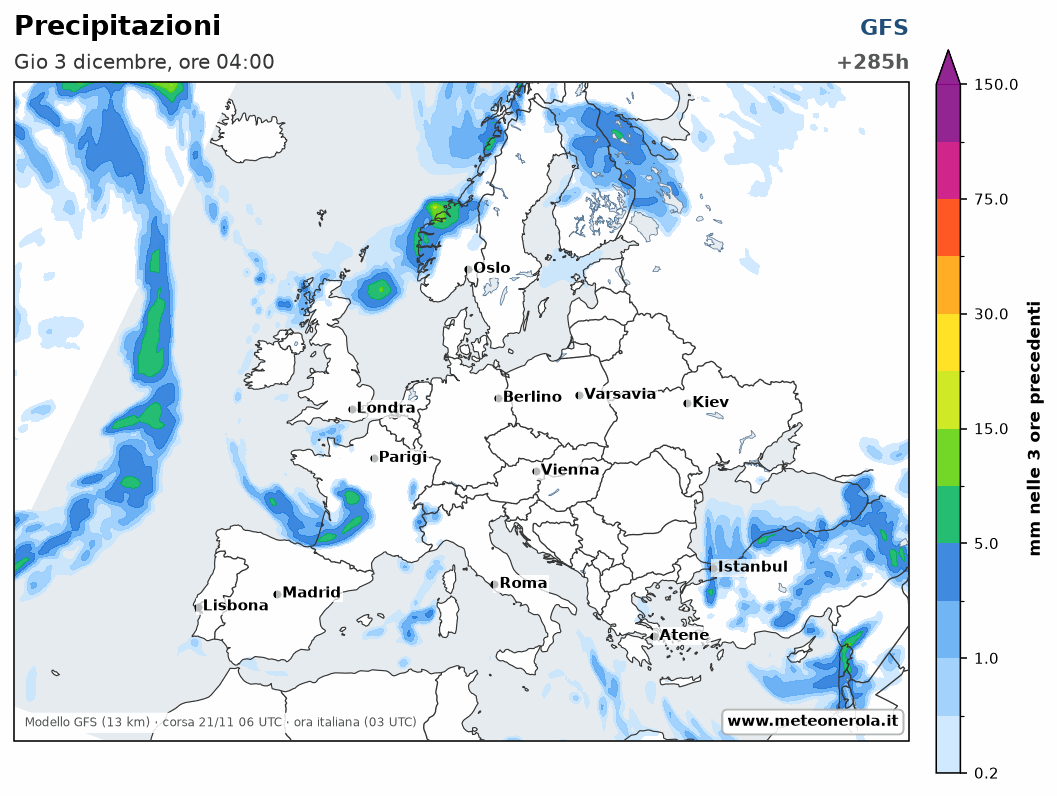 Precipitazioni
GFS
Gio 3 dicembre, ore 04:00
+285h
150.0
75.0
30.0
15.0
5.0
1.0
0.2
mm nelle 3 ore precedenti
Oslo
Londra
Berlino
Varsavia
Kiev
Parigi
Vienna
Istanbul
Madrid
Roma
Lisbona
Atene
Modello GFS (13 km) · corsa 21/11 06 UTC · ora italiana (03 UTC)
www.meteonerola.it